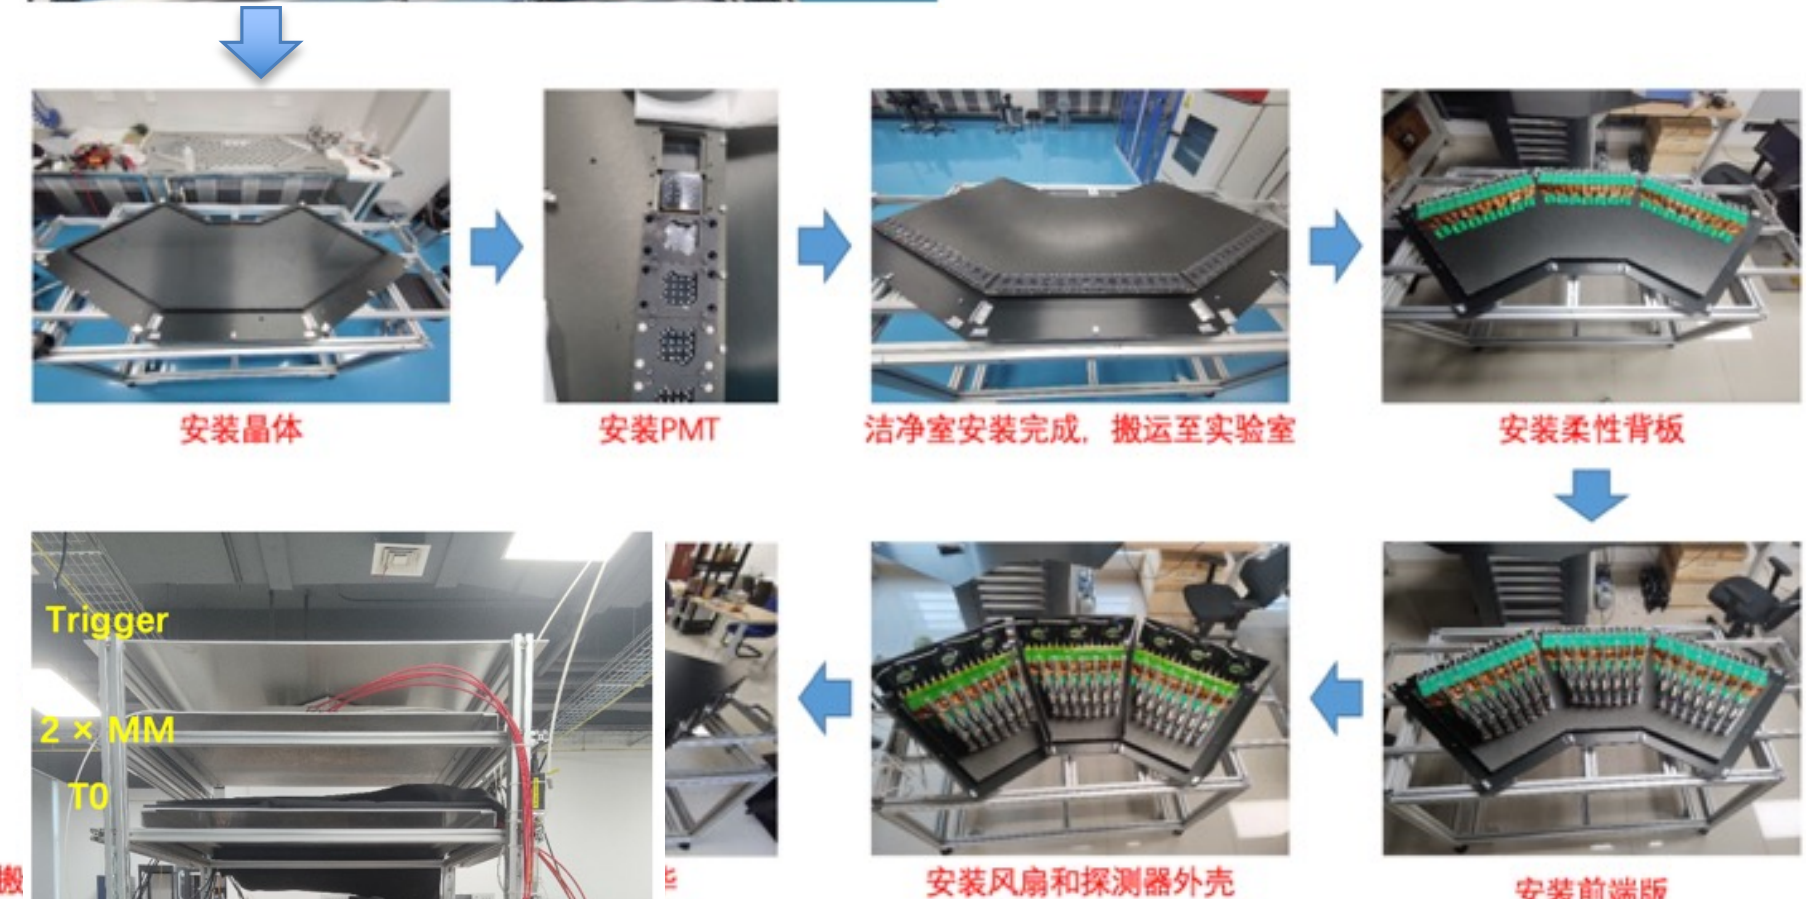 安装晶体
安装PMT
洁净室安装完成，搬运至实验室
安装柔性背板
Trigger
2 × MM
T0
搬
安装风扇和探测器外壳
安装前端版